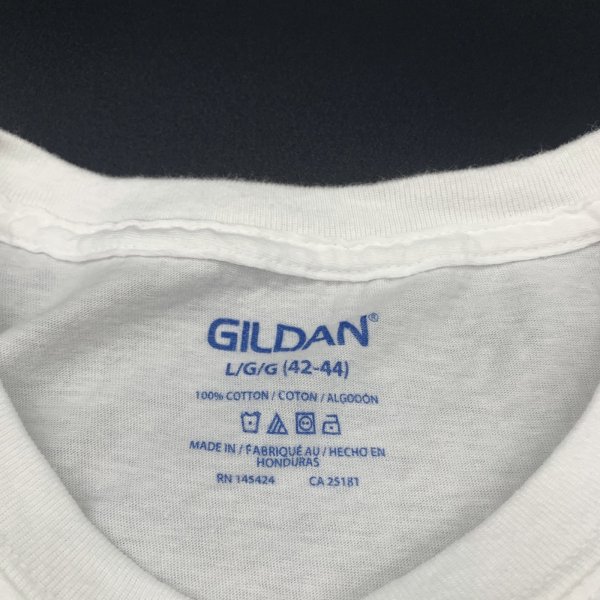 GILDAN®
L/G/G (42-44)
100% COTTON / COTON / ALGODÓN
MADE IN / FABRIQUÉ AU / HECHO EN
HONDURAS
RN 145424 CA 25181